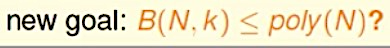 new goal: B(N, k) ≤ poly(N)?